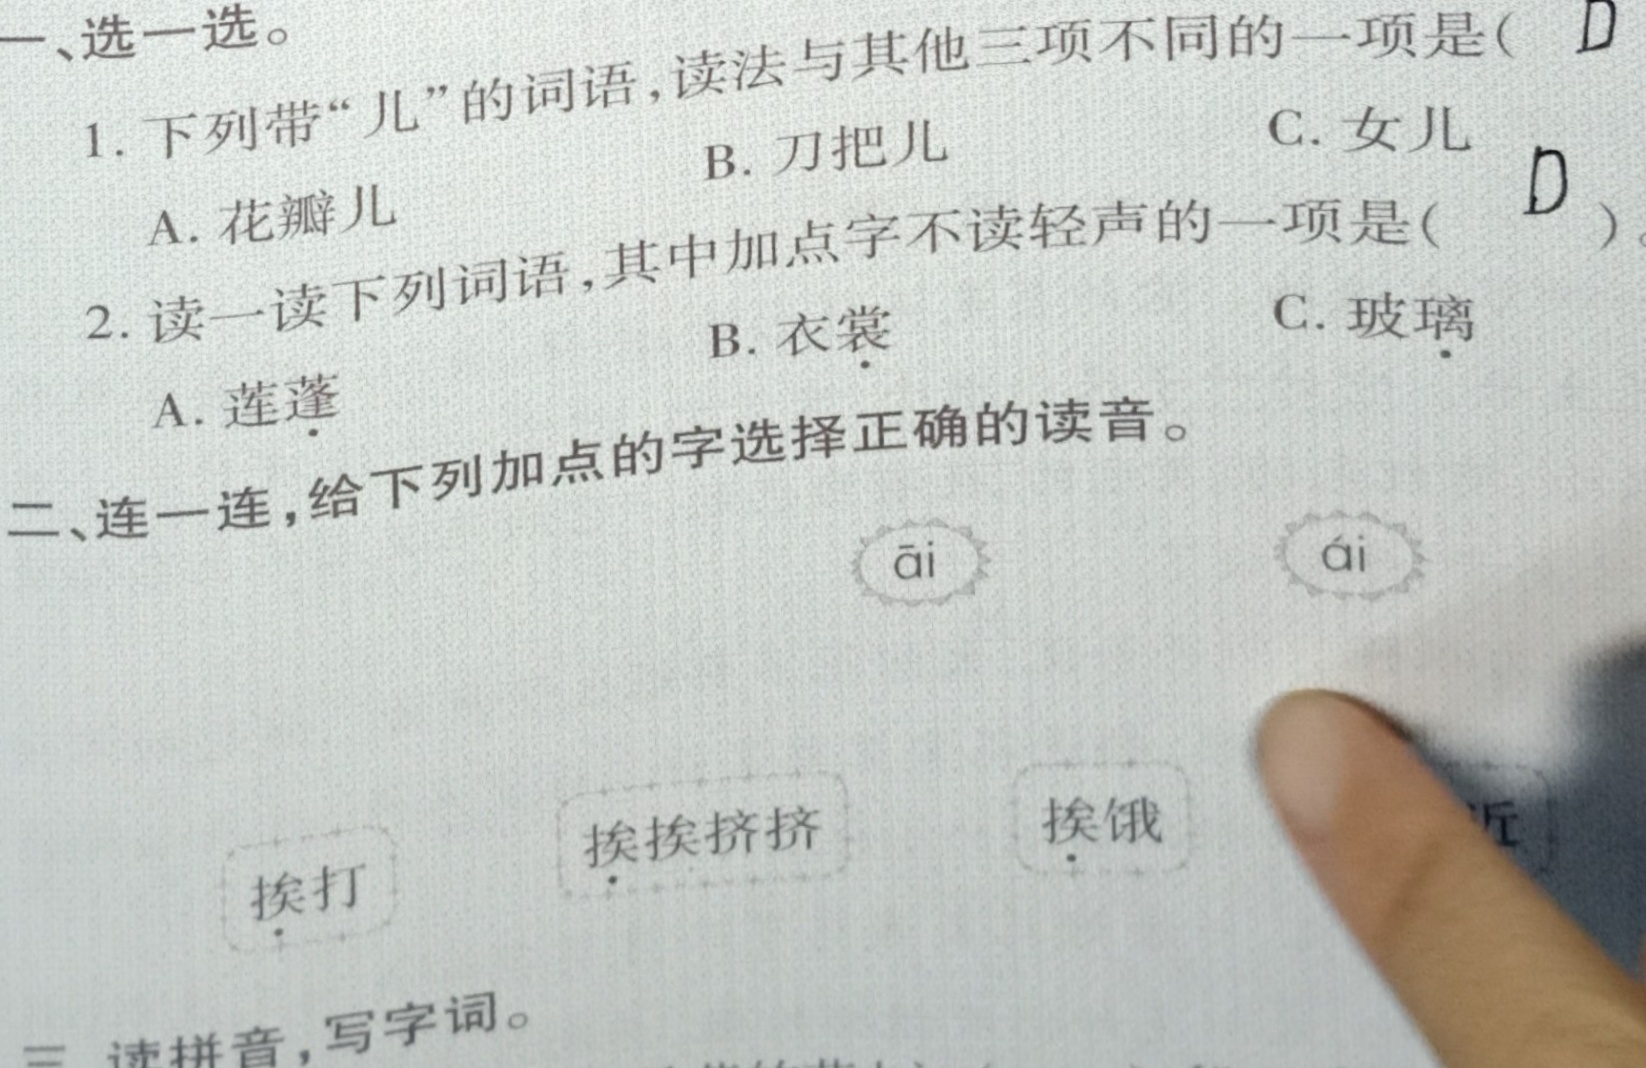 一、选一选。
1. 下列带“儿”的词语,读法与其他三项不同的一项是( D
A. 花瓣儿 B. 刀把儿 C. 女儿
2. 读一读下列词语,其中加点字不读轻声的一项是( D )。
A. 莲蓬 B. 衣裳 C. 玻璃
二、连一连,给下列加点的字选择正确的读音。
āi ái
挨打 挨挨挤挤 挨饿 近
三 读拼音,写字词。